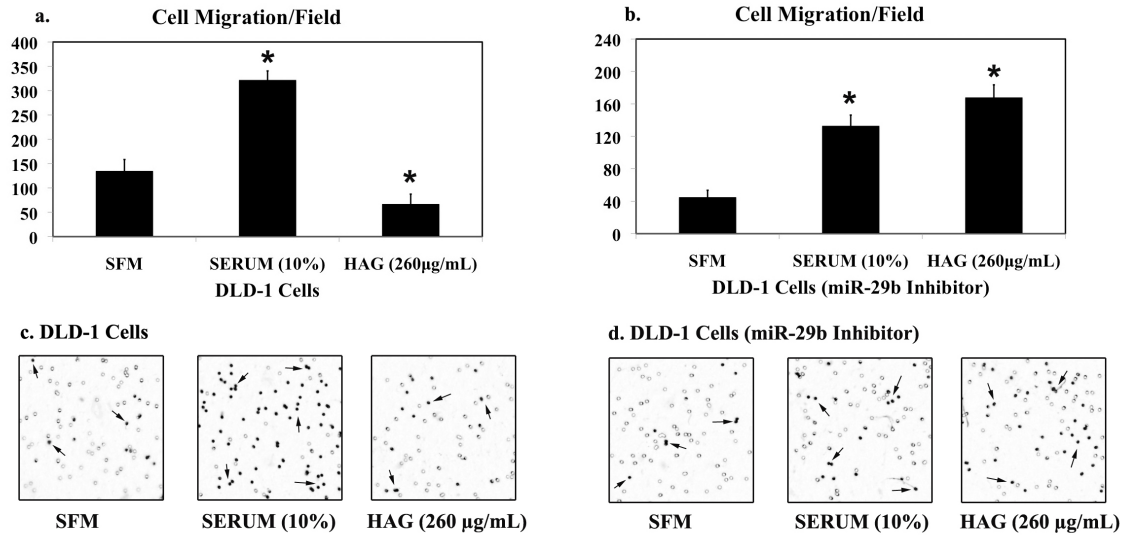 a. Cell Migration/Field
400
350
300
250
200
150
100
50
0
*
*
SFM SERUM (10%) HAG (260µg/mL)
DLD-1 Cells
b. Cell Migration/Field
240
200
160
120
80
40
0
*
*
SFM SERUM (10%) HAG (260µg/mL)
DLD-1 Cells (miR-29b Inhibitor)
c. DLD-1 Cells
SFM SERUM (10%) HAG (260 µg/mL)
d. DLD-1 Cells (miR-29b Inhibitor)
SFM SERUM (10%) HAG (260 µg/mL)